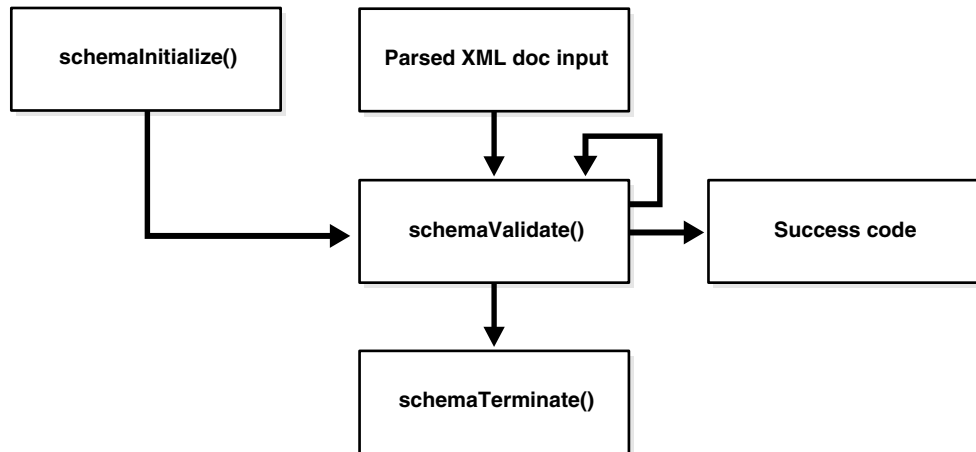 schemaInitialize()
Parsed XML doc input
schemaValidate()
Success code
schemaTerminate()